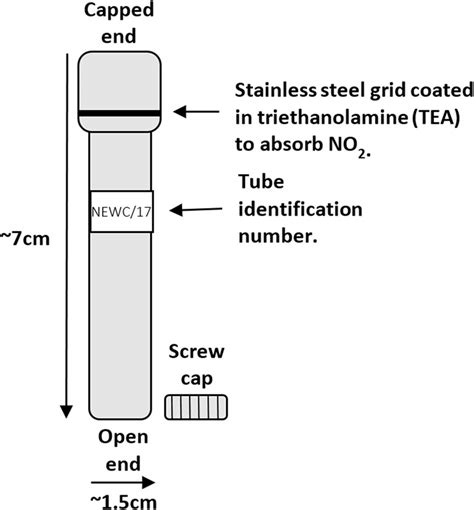 Capped
end
Stainless steel grid coated
in triethanolamine (TEA)
to absorb NO₂.
NEWC/17
Tube
identification
number.
~7cm
Screw
cap
Open
end
~1.5cm